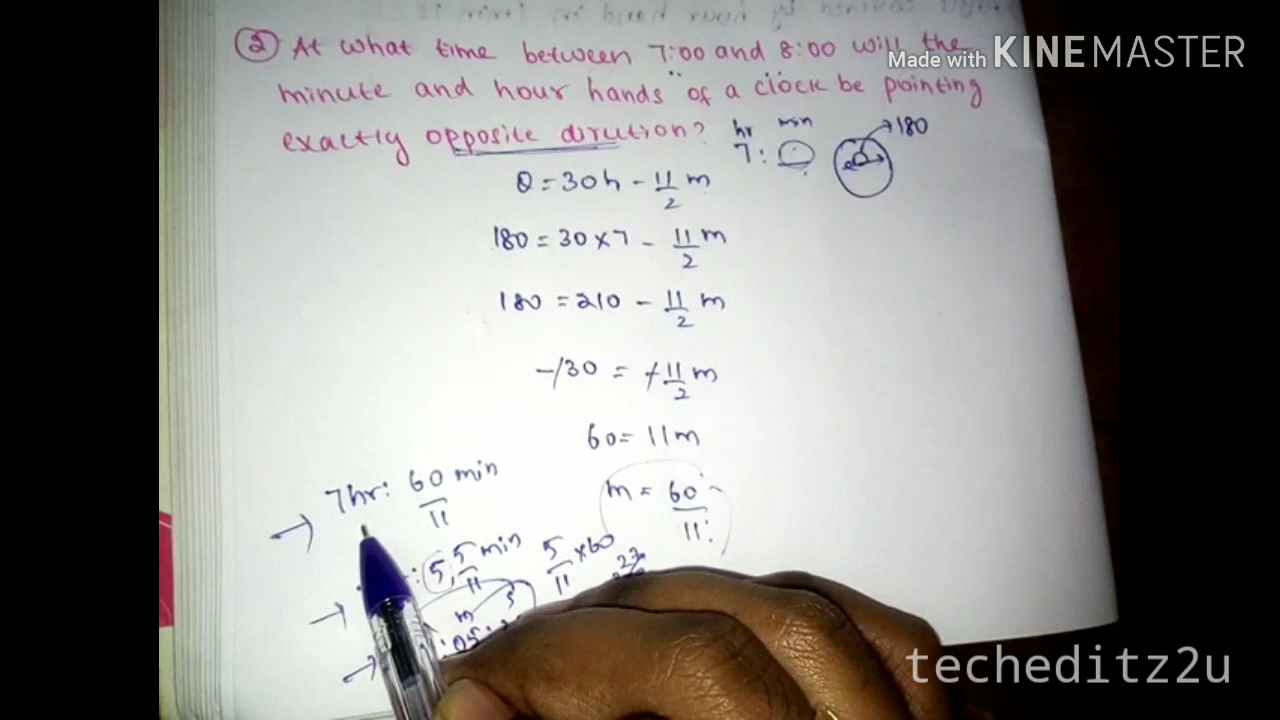 ② At what time between 7:00 and 8:00 will the
minute and hour hands of a clock be pointing
exactly opposite dirution?
Made with KINEMASTER
hr min
7:
180
θ = 30h - 11/2 m
180 = 30 × 7 - 11/2 m
180 = 210 - 11/2 m
-/30 = +11/2 m
60 = 11m
m = 60/11
→ 7hr: 60/11 min
→ : 5, 5/11 min
5/11 × 60
→ : 05 :
m
techeditz2u